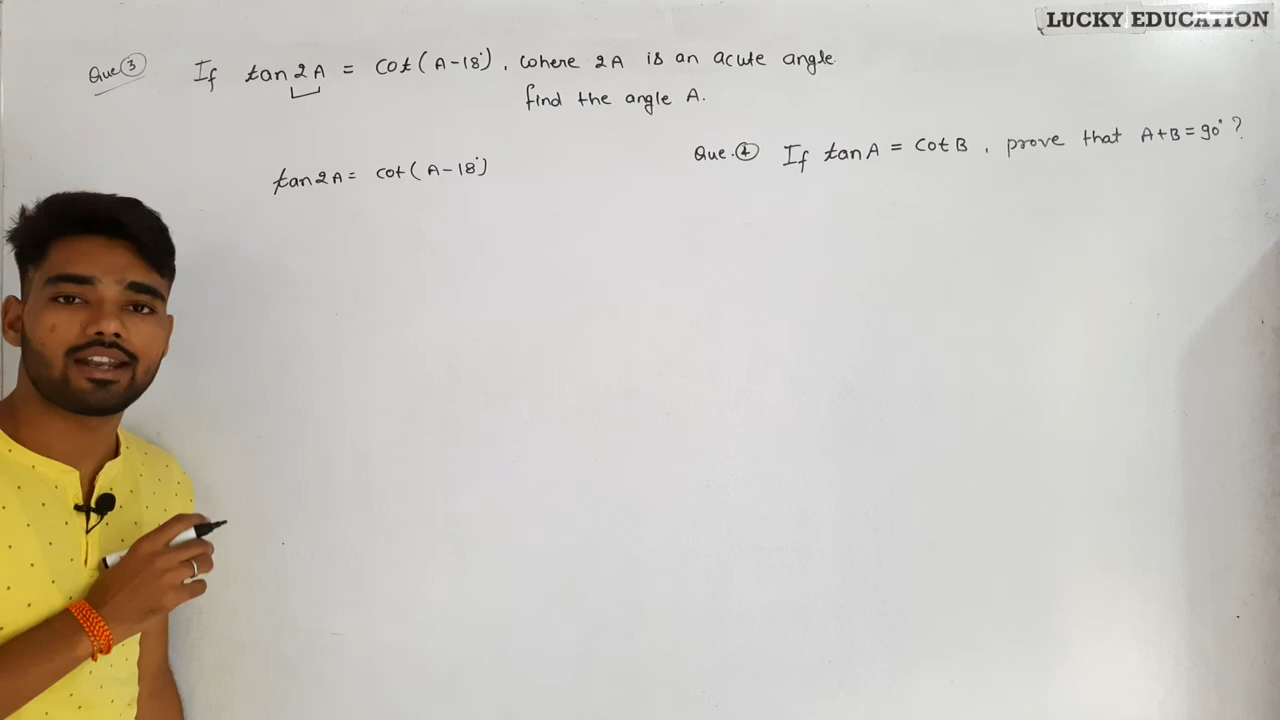 LUCKY EDUCATION
Que ③ If tan 2A = cot (A-18°), where 2A is an acute angle.
find the angle A.
Que. ④ If tan A = cot B, prove that A+B=90°?
tan 2A = cot (A-18°)